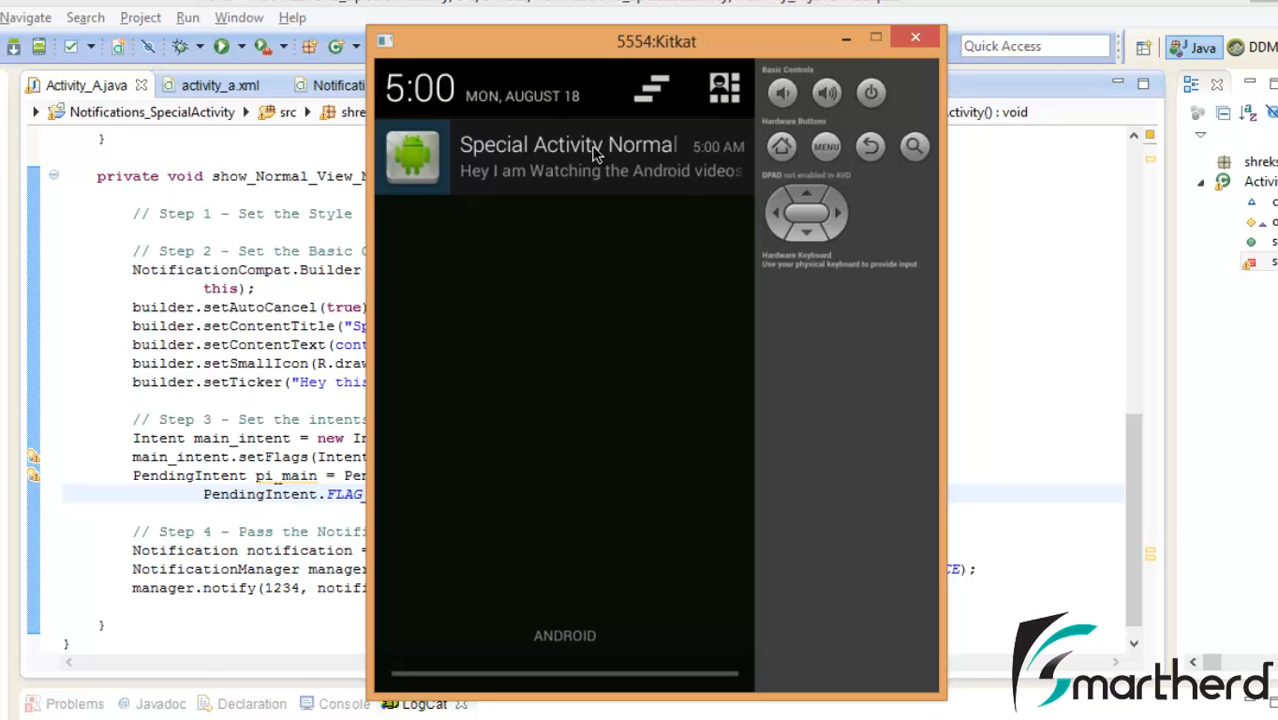 Navigate Search Project Run Window Help
5554:Kitkat
Quick Access
Java
DDM
Activity_A.java
activity_a.xml
Notificati
Notifications_SpecialActivity
src
shre
ctivity() : void
}
private void show_Normal_View_N
// Step 1 - Set the Style
// Step 2 - Set the Basic C
NotificationCompat.Builder
this);
builder.setAutoCancel(true)
builder.setContentTitle("Sp
builder.setContentText(cont
builder.setSmallIcon(R.draw
builder.setTicker("Hey this
// Step 3 - Set the intents
Intent main_intent = new In
main_intent.setFlags(Intent
PendingIntent pi_main = Pen
PendingIntent.FLAG_
// Step 4 - Pass the Notifi
Notification notification =
NotificationManager manager
CE);
manager.notify(1234, notifi
}
}
5:00 MON, AUGUST 18
Special Activity Normal 5:00 AM
Hey I am Watching the Android videos
ANDROID
Basic Controls
Hardware Buttons
MENU
DPAD not enabled in AVD
Hardware Keyboard
Use your physical keyboard to provide input
shreks
Activi
Problems
Javadoc
Declaration
Console
LogCat
Smartherd